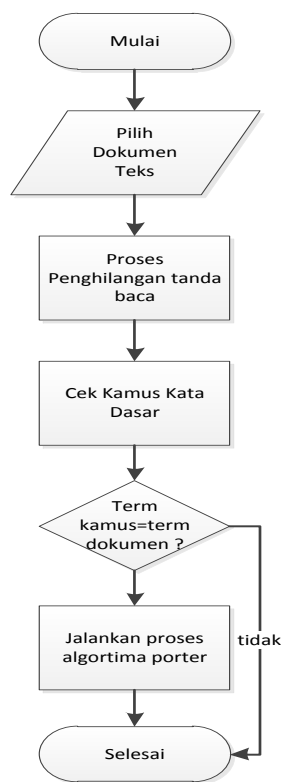 Mulai
Pilih
Dokumen
Teks
Proses
Penghilangan tanda
baca
Cek Kamus Kata
Dasar
Term
kamus=term
dokumen ?
Jalankan proses
algortima porter
tidak
Selesai